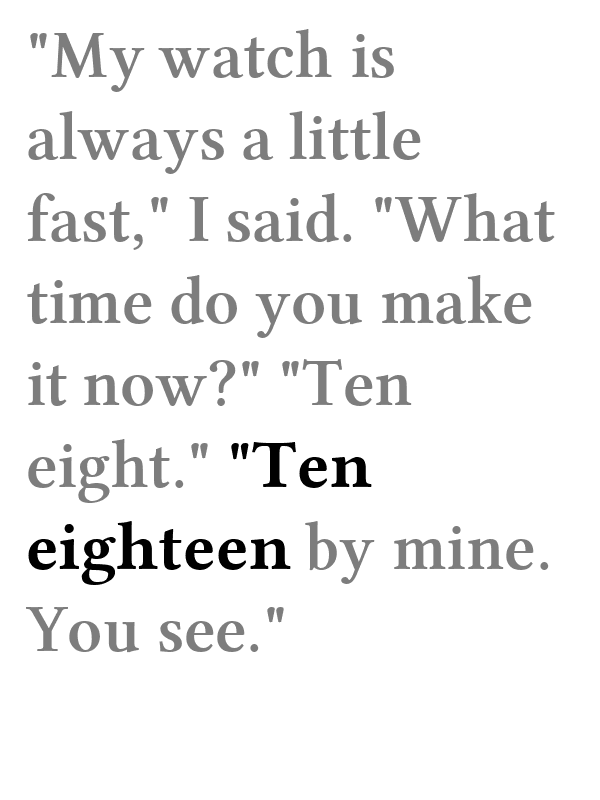 "My watch is
always a little
fast," I said. "What
time do you make
it now?" "Ten
eight." "Ten
eighteen by mine.
You see."